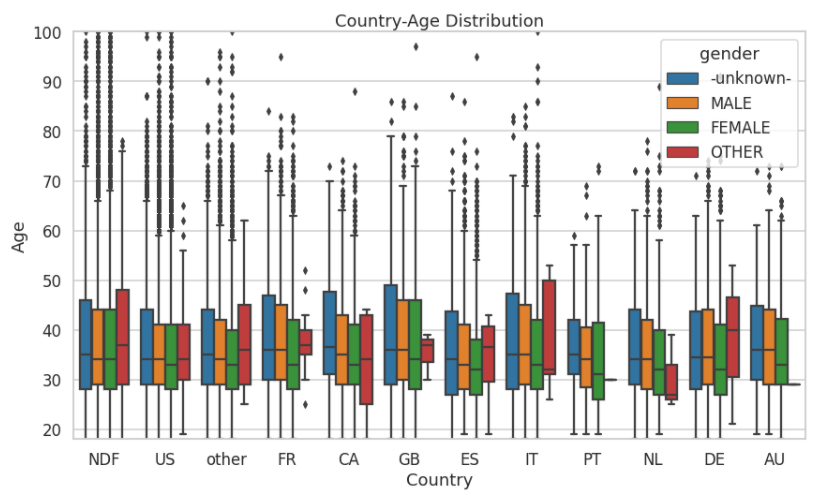 Country-Age Distribution
100
90
80
70
60
50
40
30
20
Age
gender
-unknown-
MALE
FEMALE
OTHER
NDF US other FR CA GB ES IT PT NL DE AU
Country